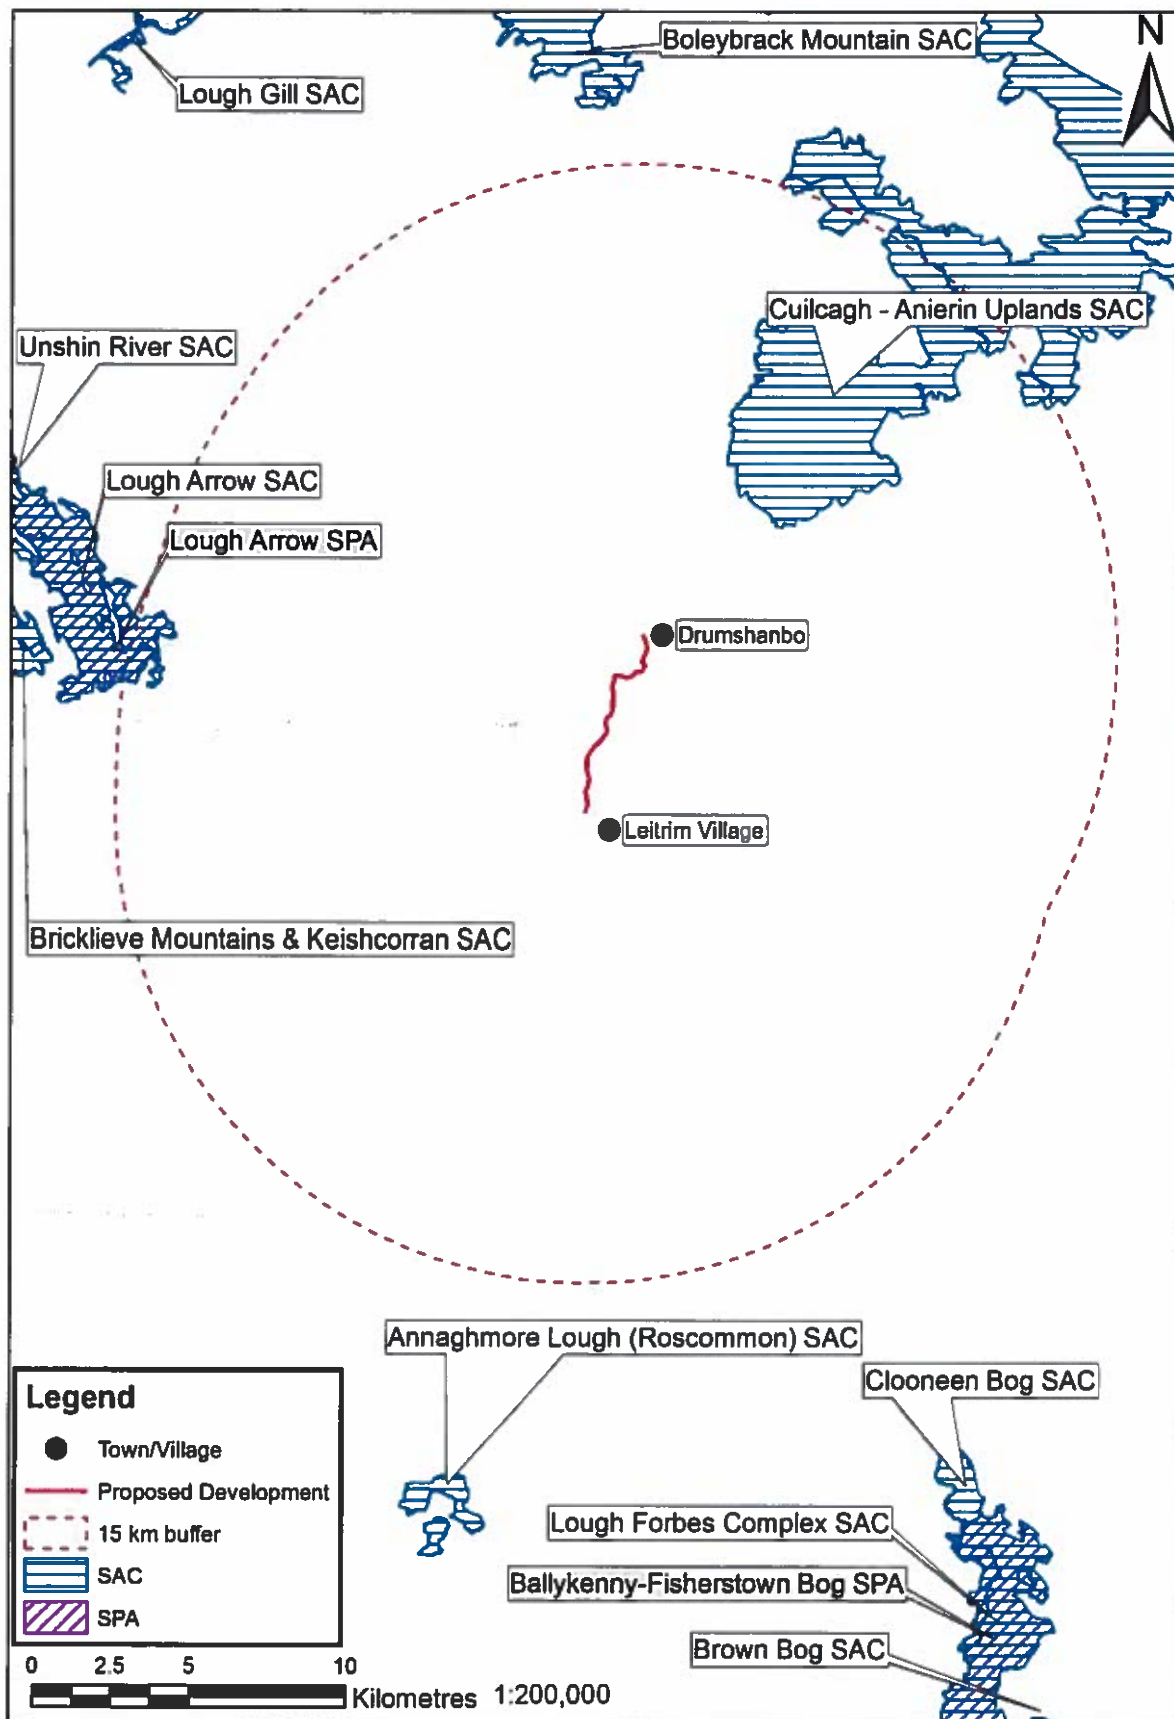 Boleybrack Mountain SAC
N
Lough Gill SAC
Cuilcagh - Anierin Uplands SAC
Unshin River SAC
Lough Arrow SAC
Lough Arrow SPA
Drumshanbo
Leitrim Village
Bricklieve Mountains & Keishcorran SAC
Annaghmore Lough (Roscommon) SAC
Clooneen Bog SAC
Lough Forbes Complex SAC
Ballykenny-Fisherstown Bog SPA
Brown Bog SAC
Legend
Town/Village
Proposed Development
15 km buffer
SAC
SPA
0 2.5 5 10
Kilometres 1:200,000